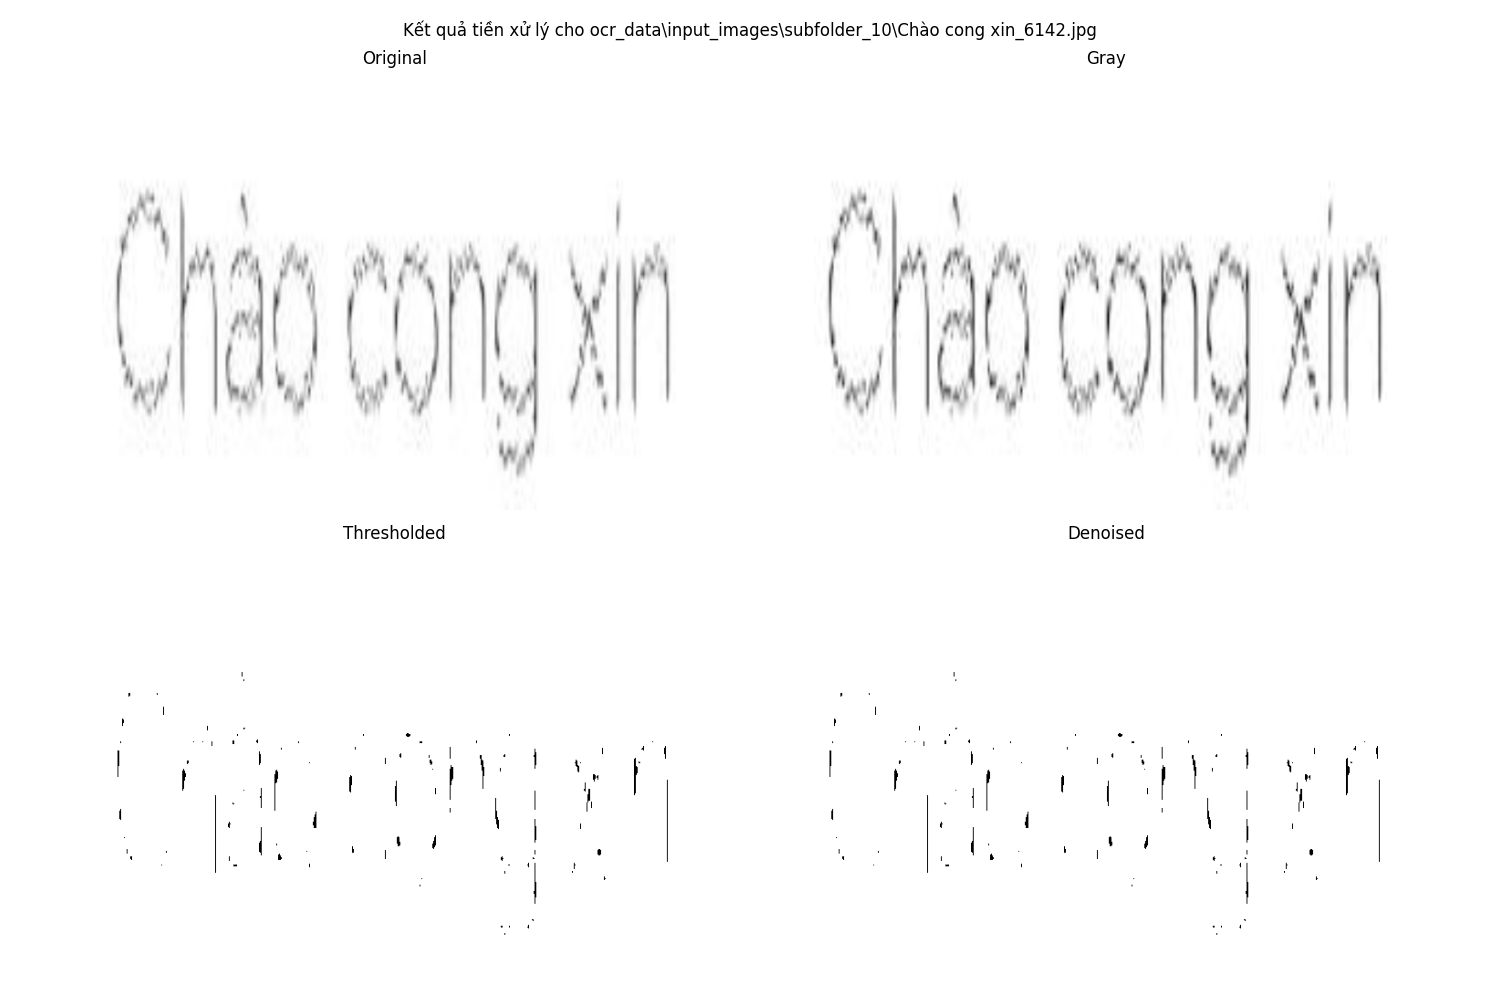 Kết quả tiền xử lý cho ocr_data\input_images\subfolder_10\Chào cong xin_6142.jpg
Original
Gray
Chào cong xin
Chào cong xin
Thresholded
Denoised